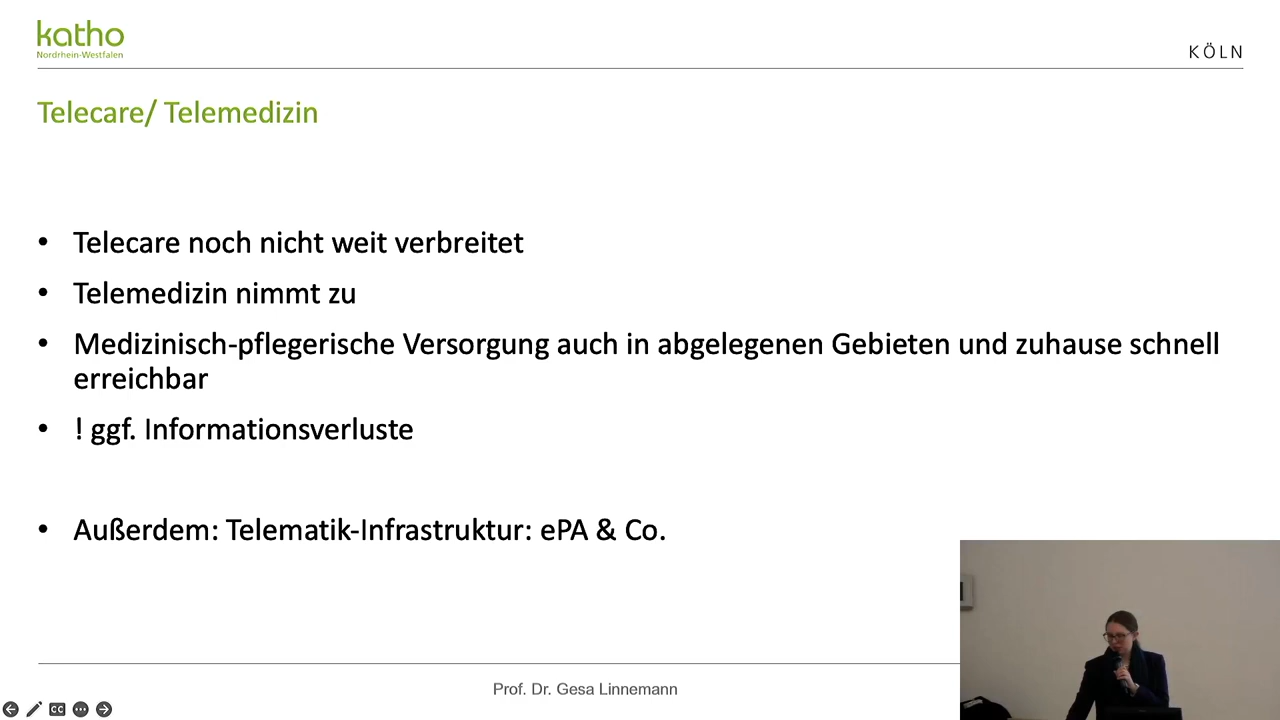 katho
Nordrhein-Westfalen
KÖLN
Telecare/ Telemedizin
• Telecare noch nicht weit verbreitet
• Telemedizin nimmt zu
• Medizinisch-pflegerische Versorgung auch in abgelegenen Gebieten und zuhause schnell
erreichbar
• ! ggf. Informationsverluste
• Außerdem: Telematik-Infrastruktur: ePA & Co.
Prof. Dr. Gesa Linnemann
CC